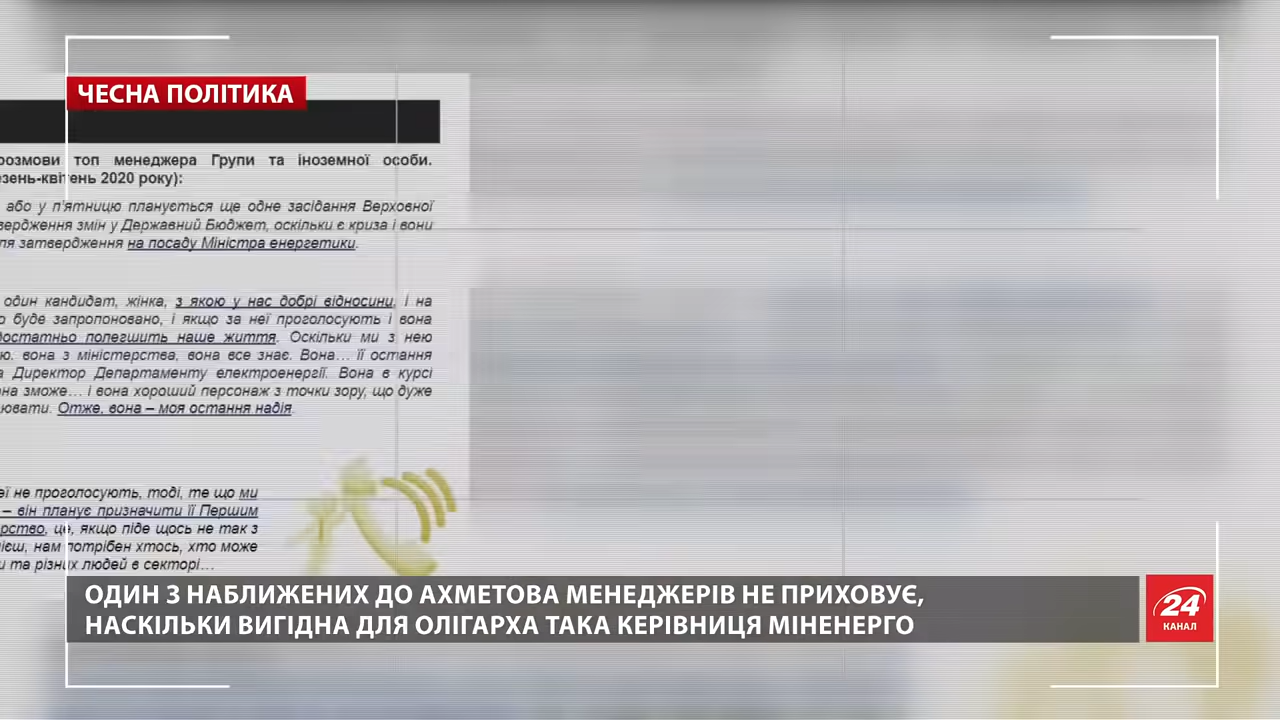 ЧЕСНА ПОЛІТИКА
розмови топ менеджера Групи та іноземної особи.
езень-квітень 2020 року):
або у п'ятницю планується ще одне засідання Верховної
вердження змін у Державний Бюджет, оскільки є криза і вони
ля затвердження на посаду Міністра енергетики.
один кандидат, жінка, з якою у нас добрі відносини, і на
о буде запропоновано, і якщо за неї проголосують і вона
достатньо полегшить наше життя. Оскільки ми з нею
ю. вона з міністерства, вона все знає. Вона… її остання
а Директор Департаменту електроенергії. Вона в курсі
на зможе… і вона хороший персонаж з точки зору, що дуже
ювати. Отже, вона – моя остання надія.
еї не проголосують, тоді, те що ми
– він планує призначити її Першим
рство, це, якщо піде щось не так з
ієш, нам потрібен хтось, хто може
и та різних людей в секторі…
ОДИН З НАБЛИЖЕНИХ ДО АХМЕТОВА МЕНЕДЖЕРІВ НЕ ПРИХОВУЄ,
НАСКІЛЬКИ ВИГІДНА ДЛЯ ОЛІГАРХА ТАКА КЕРІВНИЦЯ МІНЕНЕРГО
24
КАНАЛ